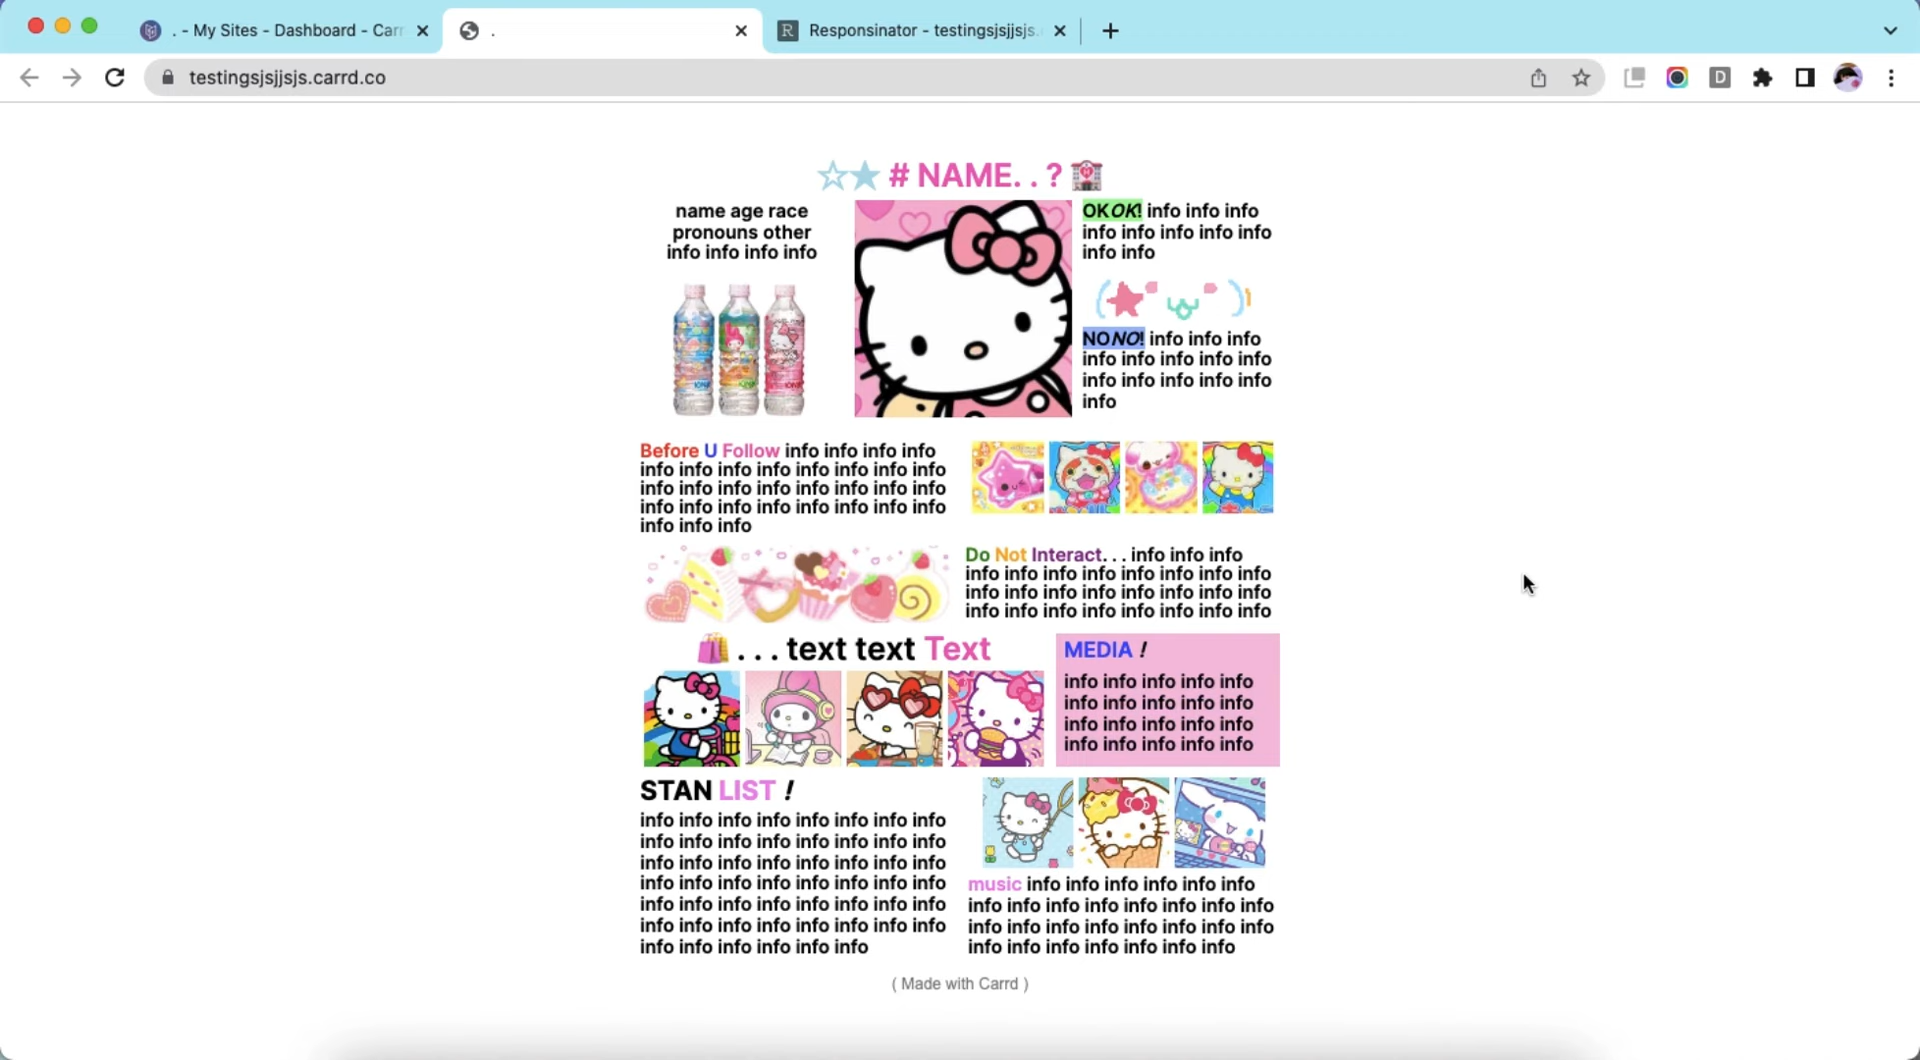 . - My Sites - Dashboard - Carr
.
Responsinator - testingsjsjjsjs.
testingsjsjjsjs.carrd.co
☆★ # NAME. . ? 🏩
name age race
pronouns other
info info info info
OKOK! info info info
info info info info info
info info
NONO! info info info
info info info info info
info info info info info
info
Before U Follow info info info info
info info info info info info info info
info info info info info info info info
info info info info info info info info
info info info
Do Not Interact. . . info info info
info info info info info info info info
info info info info info info info info
info info info info info info info info
🛍 . . . text text Text
MEDIA !
info info info info info
info info info info info
info info info info info
info info info info info
STAN LIST !
info info info info info info info info
info info info info info info info info
info info info info info info info info
info info info info info info info info
info info info info info info info info
info info info info info info info info
info info info info info info
music info info info info info info
info info info info info info info info
info info info info info info info info
info info info info info info info
( Made with Carrd )